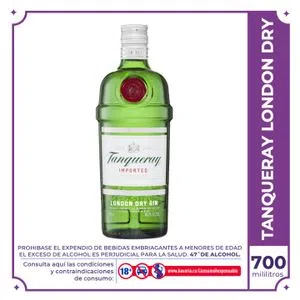 Tanqueray
IMPORTED
LONDON DRY GIN
TANQUERAY LONDON DRY
PROHIBASE EL EXPENDIO DE BEBIDAS EMBRIAGANTES A MENORES DE EDAD
EL EXCESO DE ALCOHOL ES PERJUDICIAL PARA LA SALUD. 47° DE ALCOHOL.
Consulta aquí las condiciones
y contraindicaciones
de consumo:
18+
700
mililitros